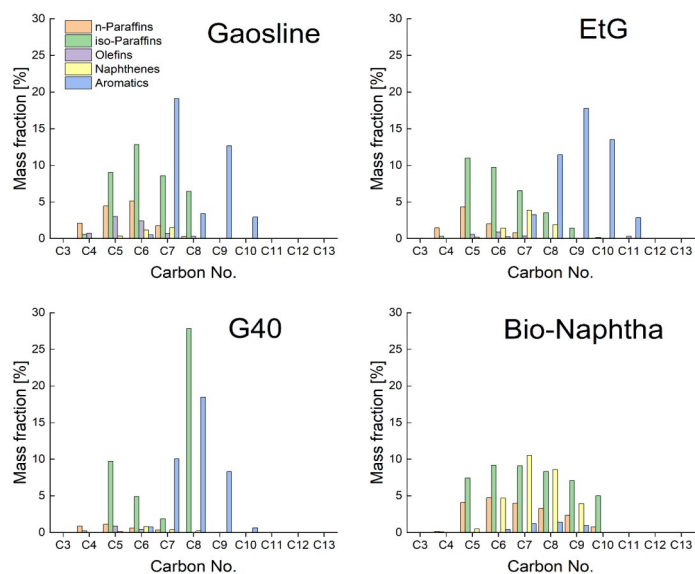 Gaosline
n-Paraffins
iso-Paraffins
Olefins
Naphthenes
Aromatics
Mass fraction [%]
30
25
20
15
10
5
0
C3 C4 C5 C6 C7 C8 C9 C10 C11 C12 C13
Carbon No.
EtG
Mass fraction [%]
30
25
20
15
10
5
0
C3 C4 C5 C6 C7 C8 C9 C10 C11 C12 C13
Carbon No.
G40
Mass fraction [%]
30
25
20
15
10
5
0
C3 C4 C5 C6 C7 C8 C9 C10 C11 C12 C13
Carbon No.
Bio-Naphtha
Mass fraction [%]
30
25
20
15
10
5
0
C3 C4 C5 C6 C7 C8 C9 C10 C11 C12 C13
Carbon No.